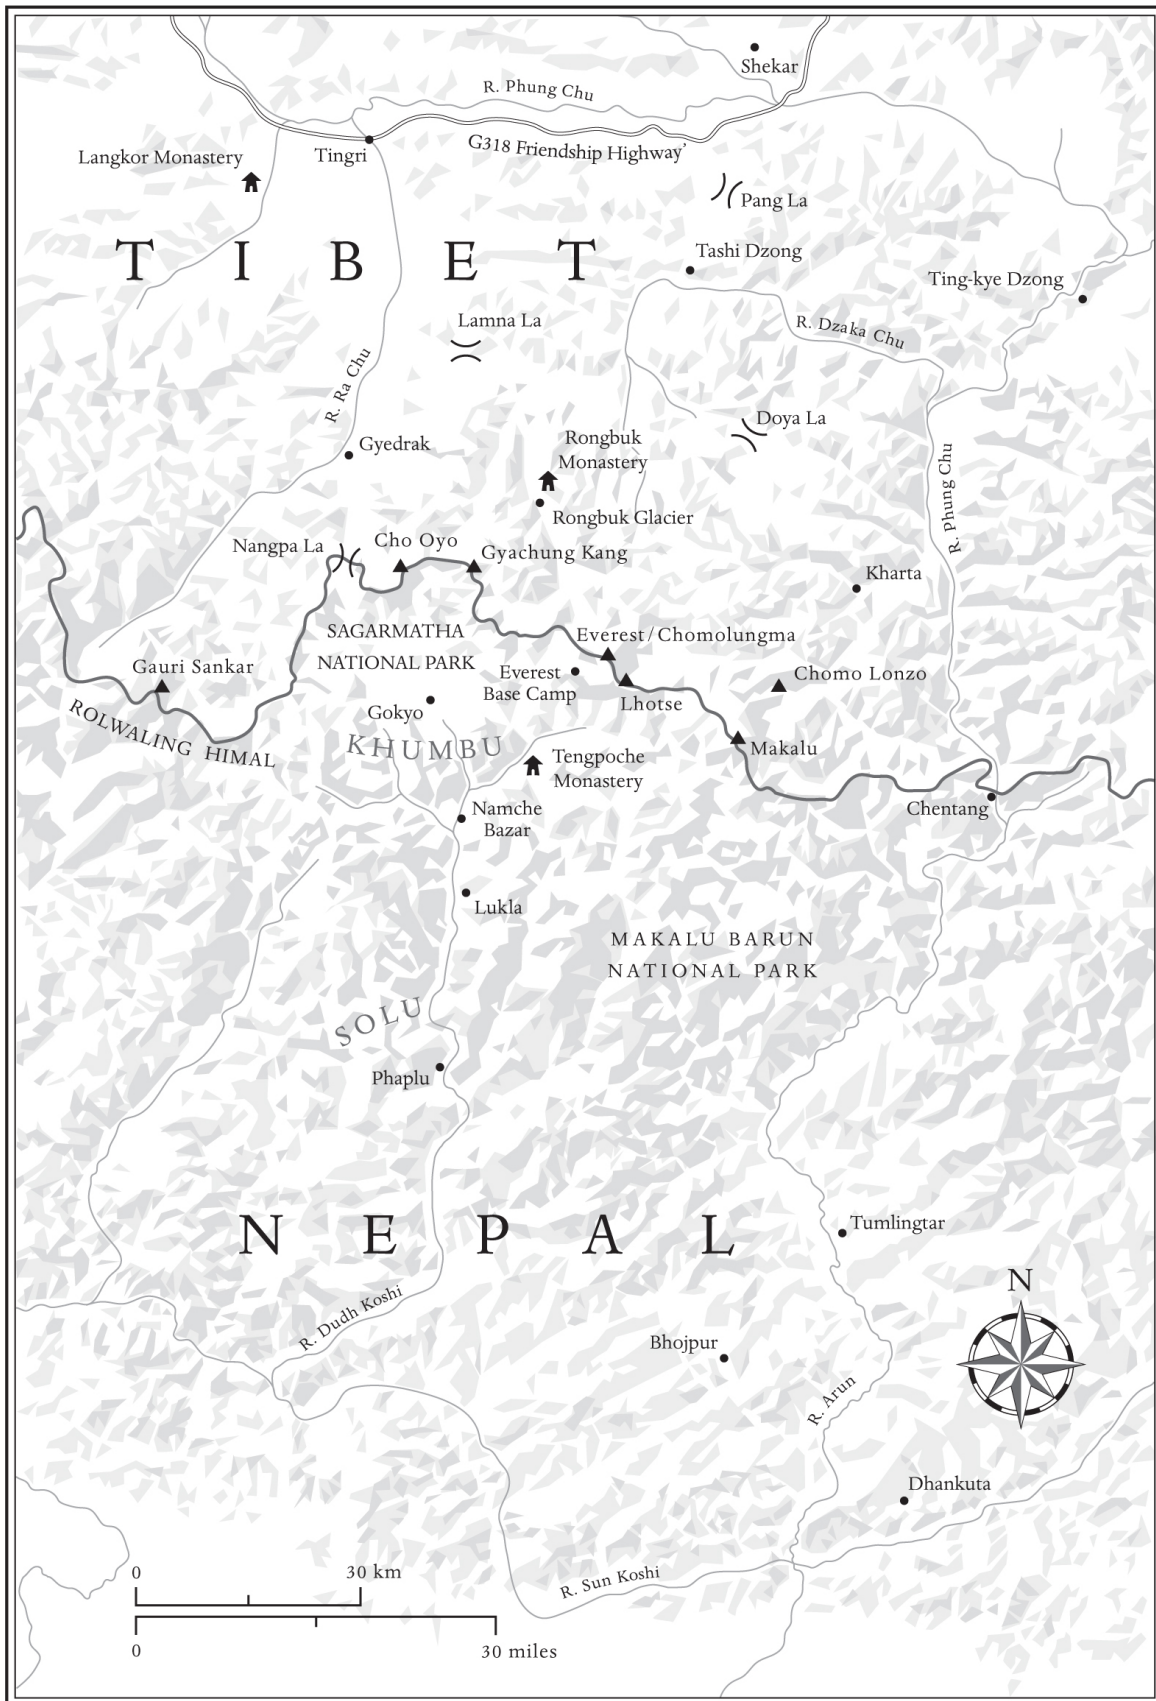 Shekar
R. Phung Chu
G318 Friendship Highway’
Langkor Monastery
Tingri
Pang La
TIBET
Tashi Dzong
Ting-kye Dzong
Lamna La
R. Dzaka Chu
R. Ra Chu
Doya La
Gyedrak
Rongbuk
Monastery
R. Phung Chu
Rongbuk Glacier
Nangpa La
Cho Oyo
Gyachung Kang
Kharta
SAGARMATHA
NATIONAL PARK
Everest / Chomolungma
Gauri Sankar
Everest
Base Camp
Chomo Lonzo
Lhotse
Gokyo
ROLWALING HIMAL
KHUMBU
Makalu
Tengpoche
Monastery
Namche
Bazar
Chentang
Lukla
MAKALU BARUN
NATIONAL PARK
SOLU
Phaplu
Tumlingtar
NEPAL
N
R. Dudh Koshi
Bhojpur
R. Arun
Dhankuta
R. Sun Koshi
0 30 km
0 30 miles